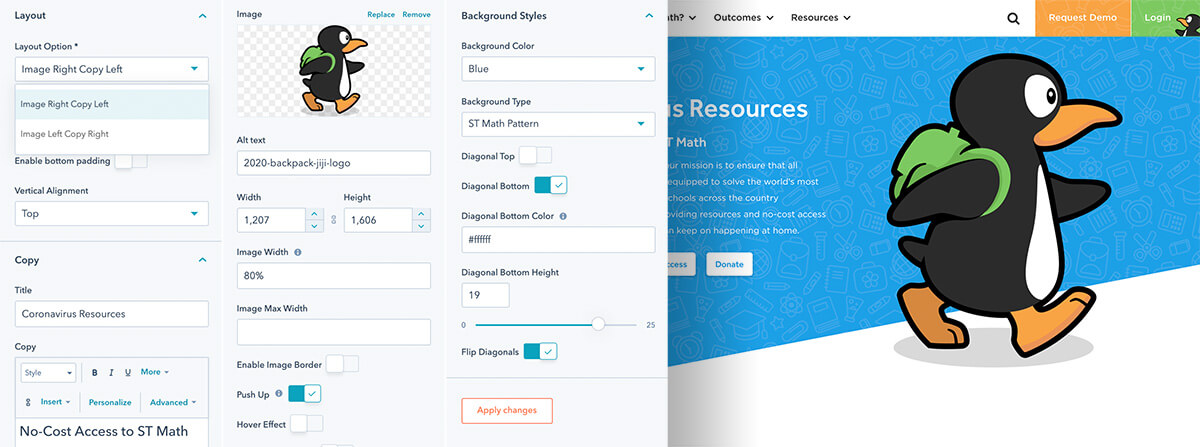 Layout
Layout Option *
Image Right Copy Left
Image Right Copy Left
Image Left Copy Right
Enable bottom padding
Vertical Alignment
Top
Copy
Title
Coronavirus Resources
Copy
Style
B I U More
Insert Personalize Advanced
No-Cost Access to ST Math
Image
Replace Remove
Alt text
2020-backpack-jiji-logo
Width Height
1,207 1,606
Image Width
80%
Image Max Width
Enable Image Border
Push Up
Hover Effect
Background Styles
Background Color
Blue
Background Type
ST Math Pattern
Diagonal Top
Diagonal Bottom
Diagonal Bottom Color
#ffffff
Diagonal Bottom Height
19
0 25
Flip Diagonals
Apply changes
Outcomes Resources Request Demo Login
Resources
Math
our mission is to ensure that all
equipped to solve the world's most
schools across the country
providing resources and no-cost access
can keep on happening at home.
Donate